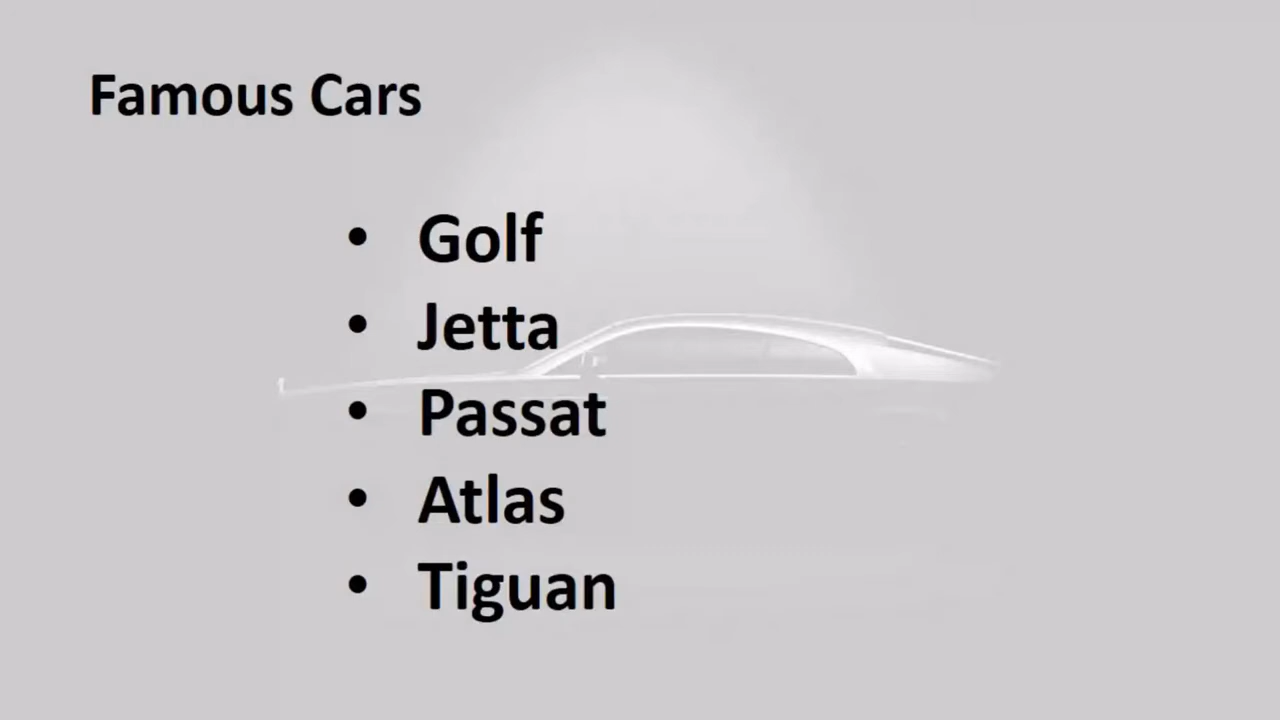 Famous Cars
• Golf
• Jetta
• Passat
• Atlas
• Tiguan